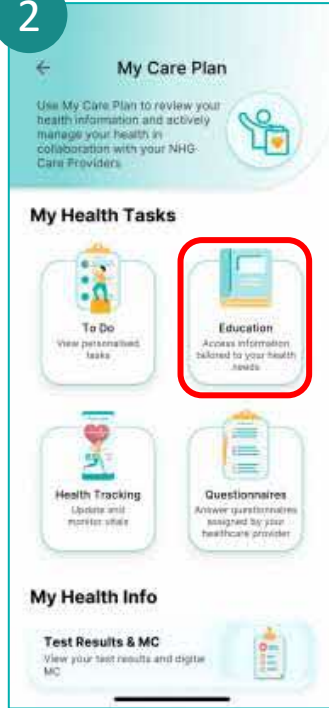 2
My Care Plan
Use My Care Plan to review your
health information and actively
manage your health in
collaboration with your NHG
Care Providers
My Health Tasks
To Do
View personalised
tasks
Education
Access information
tailored to your health
needs
Health Tracking
Update and
monitor vitals
Questionnaires
Answer questionnaires
assigned by your
healthcare provider
My Health Info
Test Results & MC
View your test results and digital
MC